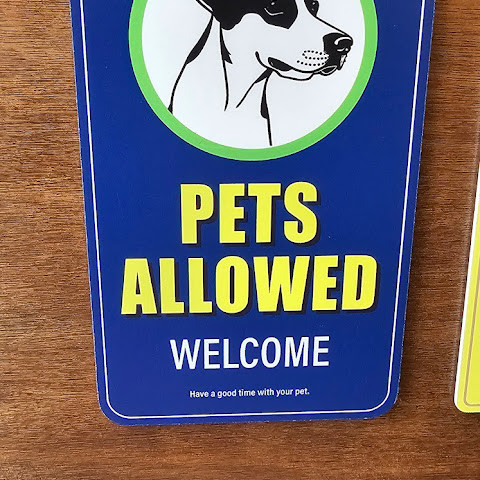 PETS
ALLOWED
WELCOME
Have a good time with your pet.